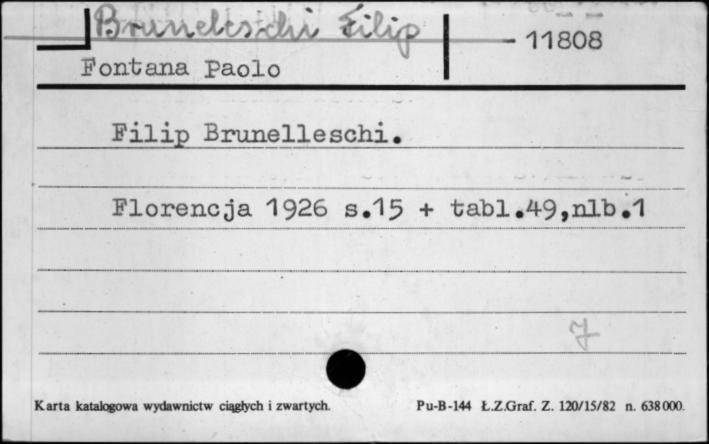 Bruneleschi Filip
- 11808
Fontana Paolo
Filip Brunelleschi.
Florencja 1926 s.15 + tabl.49,nlb.1
J
Karta katalogowa wydawnictw ciągłych i zwartych. Pu-B-144 Ł.Z.Graf. Z. 120/15/82 n. 638000.